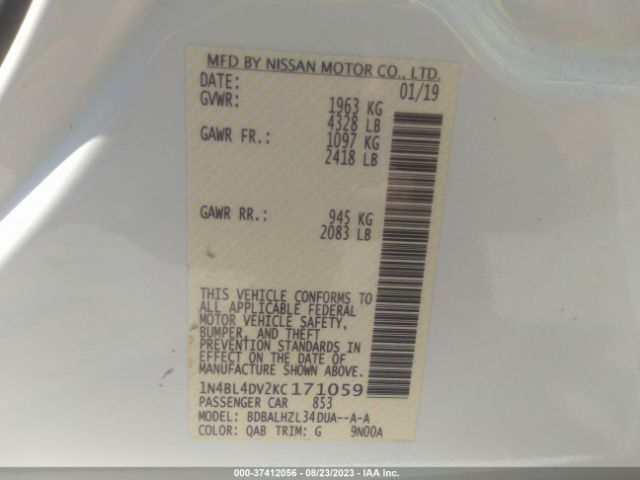 MFD BY NISSAN MOTOR CO., LTD.
DATE: 01/19
GVWR: 1963 KG
4328 LB
GAWR FR.: 1097 KG
2418 LB
GAWR RR.: 945 KG
2083 LB
THIS VEHICLE CONFORMS TO
ALL APPLICABLE FEDERAL
MOTOR VEHICLE SAFETY,
BUMPER, AND THEFT
PREVENTION STANDARDS IN
EFFECT ON THE DATE OF
MANUFACTURE SHOWN ABOVE.
1N4BL4DV2KC171059
PASSENGER CAR 853
MODEL: BDBALHZL34DUA--A-A
COLOR: QAB TRIM: G 9N00A
000-37412056 - 08/23/2023 - IAA Inc.